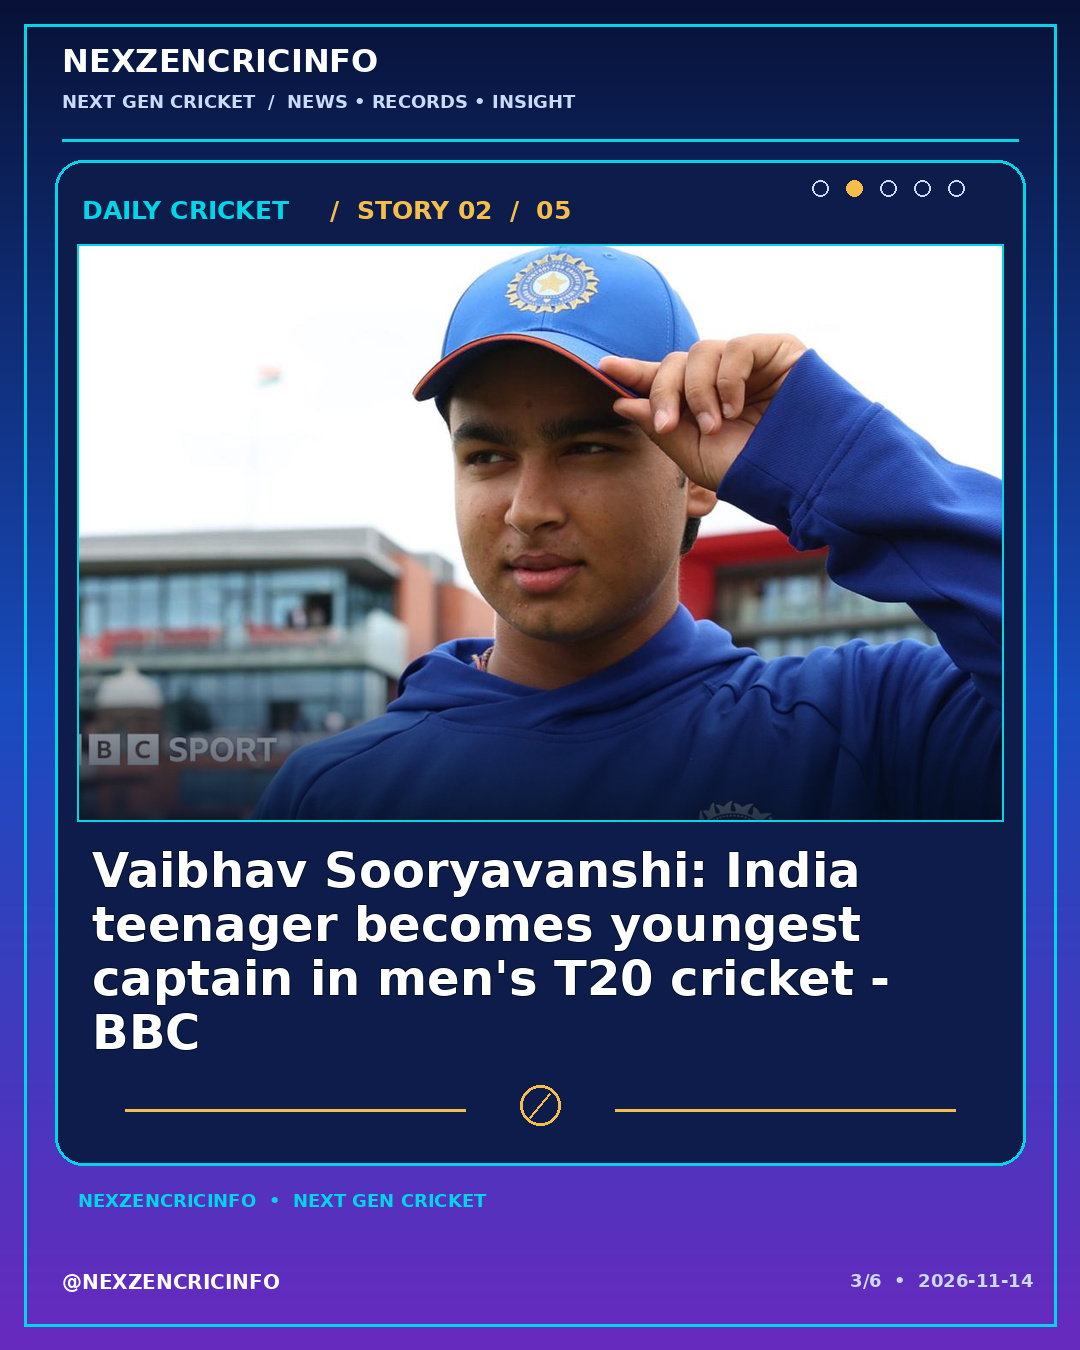 NEXZENCRICINFO
NEXT GEN CRICKET / NEWS • RECORDS • INSIGHT
DAILY CRICKET / STORY 02 / 05
BBC SPORT
Vaibhav Sooryavanshi: India
teenager becomes youngest
captain in men's T20 cricket -
BBC
NEXZENCRICINFO • NEXT GEN CRICKET
@NEXZENCRICINFO
3/6 • 2026-11-14